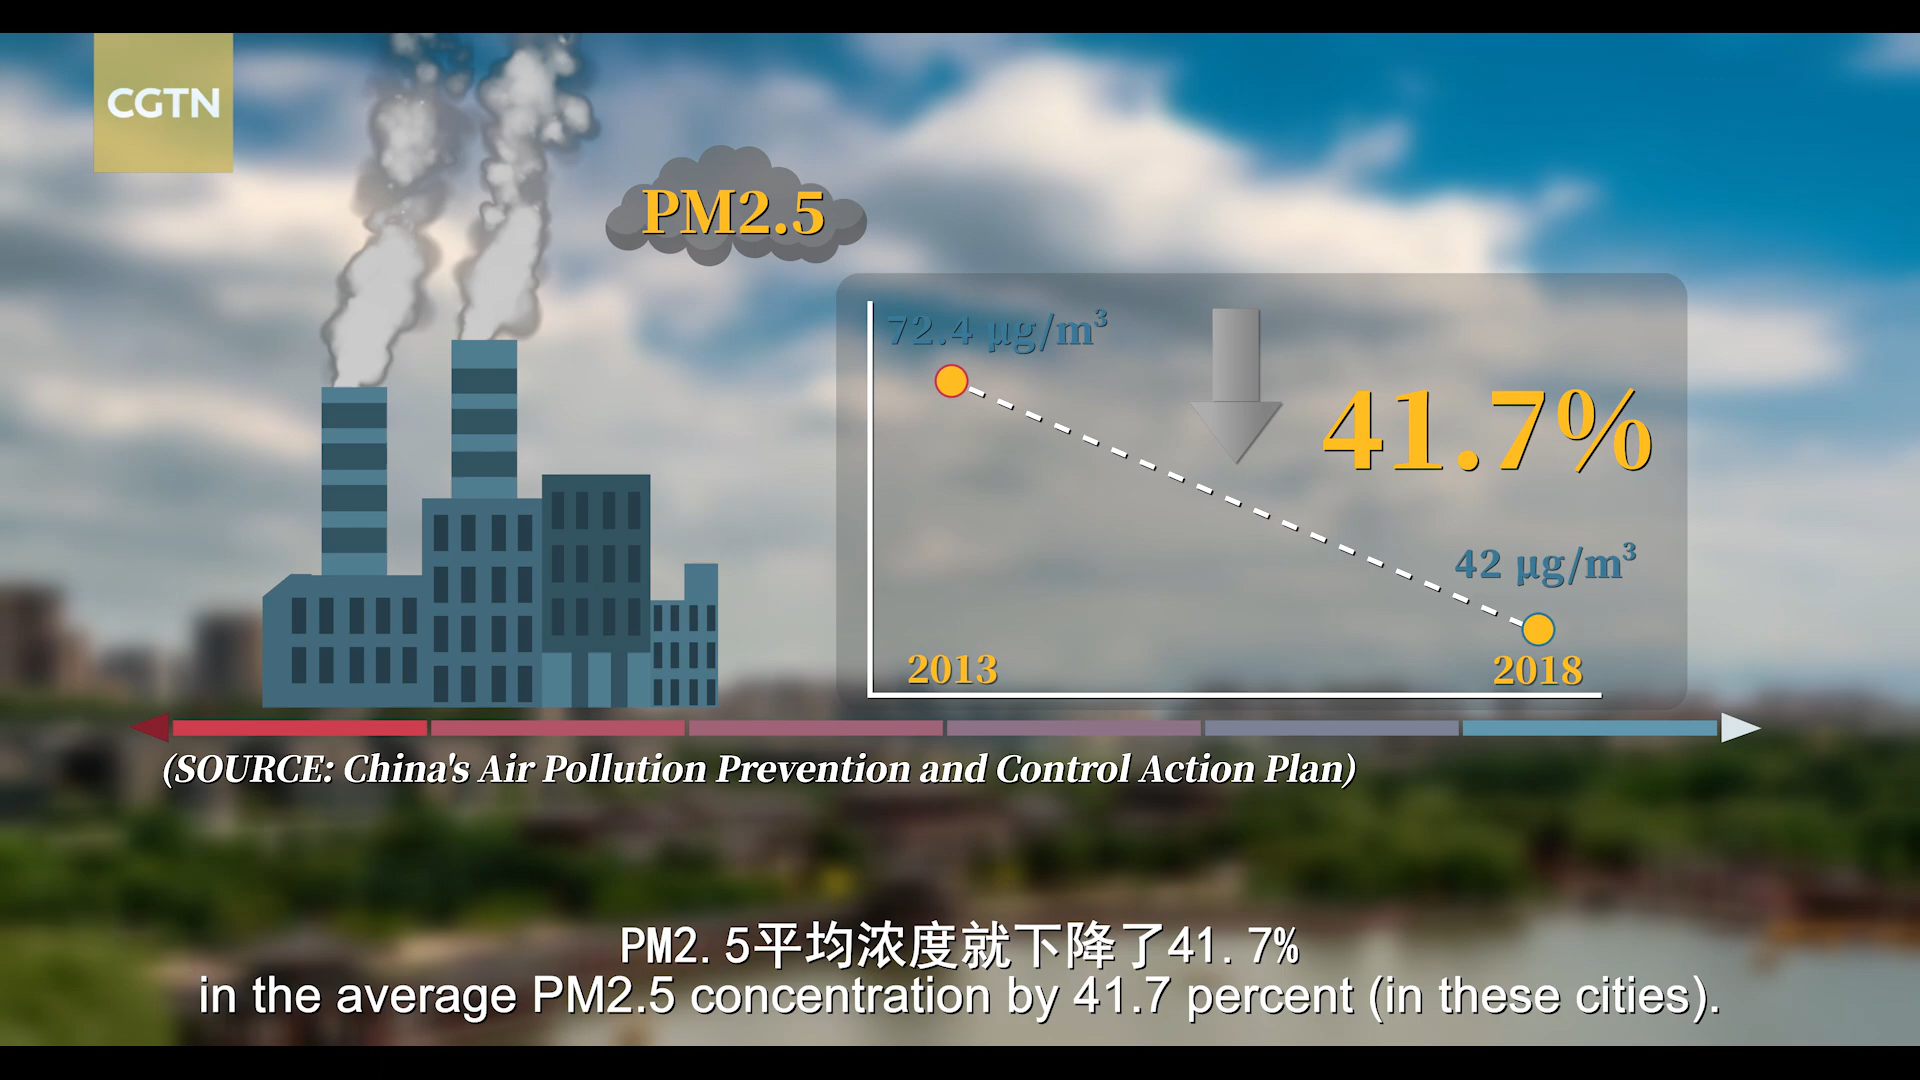 CGTN
PM2.5
72.4 µg/m³
41.7%
42 µg/m³
2013
2018
(SOURCE: China's Air Pollution Prevention and Control Action Plan)
PM2.5平均浓度就下降了41.7%
in the average PM2.5 concentration by 41.7 percent (in these cities).